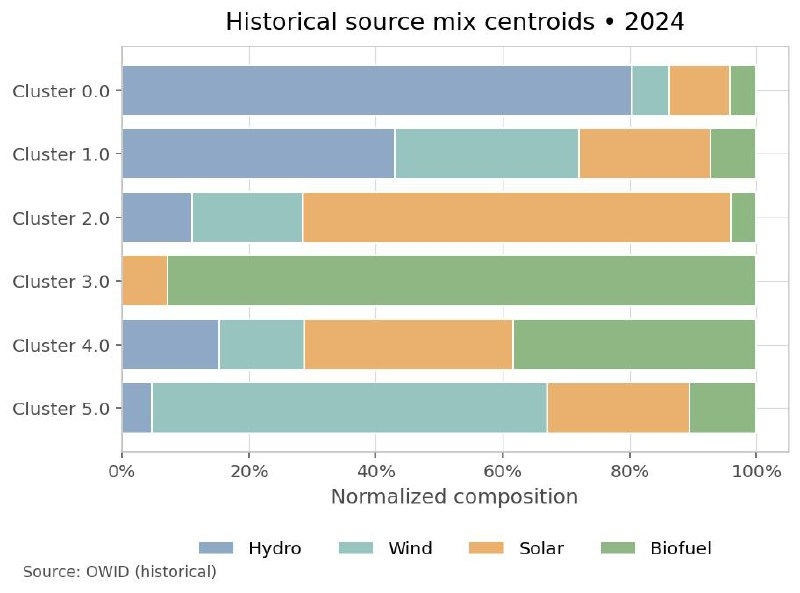 Historical source mix centroids • 2024
Cluster 0.0
Cluster 1.0
Cluster 2.0
Cluster 3.0
Cluster 4.0
Cluster 5.0
0% 20% 40% 60% 80% 100%
Normalized composition
Hydro Wind Solar Biofuel
Source: OWID (historical)